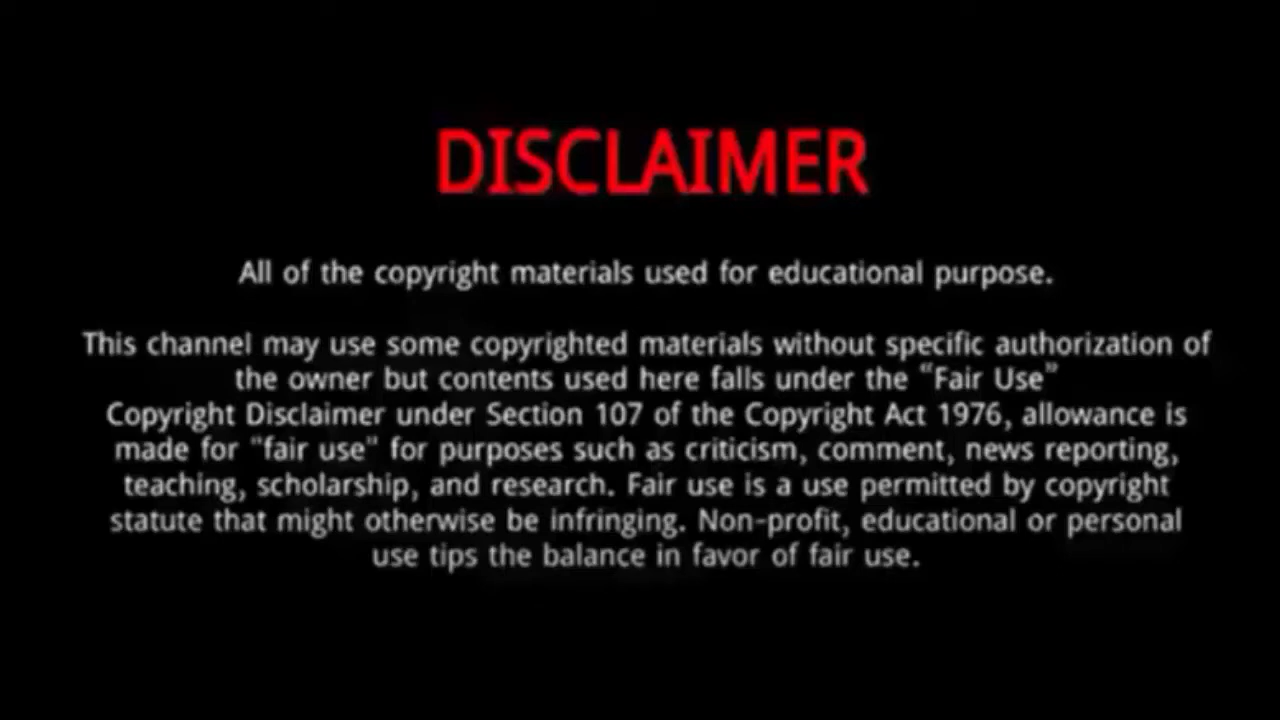 DISCLAIMER
All of the copyright materials used for educational purpose.
This channel may use some copyrighted materials without specific authorization of
the owner but contents used here falls under the “Fair Use”
Copyright Disclaimer under Section 107 of the Copyright Act 1976, allowance is
made for "fair use" for purposes such as criticism, comment, news reporting,
teaching, scholarship, and research. Fair use is a use permitted by copyright
statute that might otherwise be infringing. Non-profit, educational or personal
use tips the balance in favor of fair use.